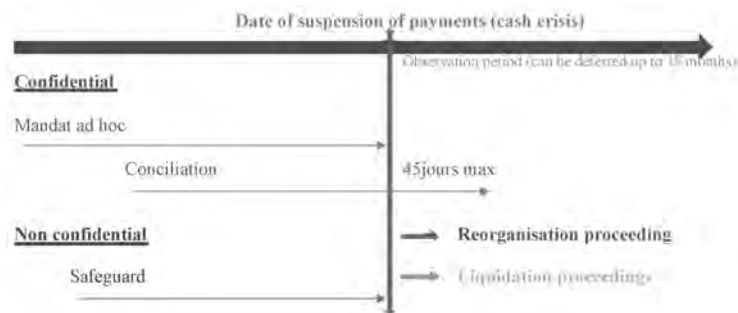 Date of suspension of payments (cash crisis)
Observation period (can be deferred up to 18 months)
Confidential
Mandat ad hoc
Conciliation 45jours max
Non confidential
Reorganisation proceeding
Safeguard
Liquidation proceedings